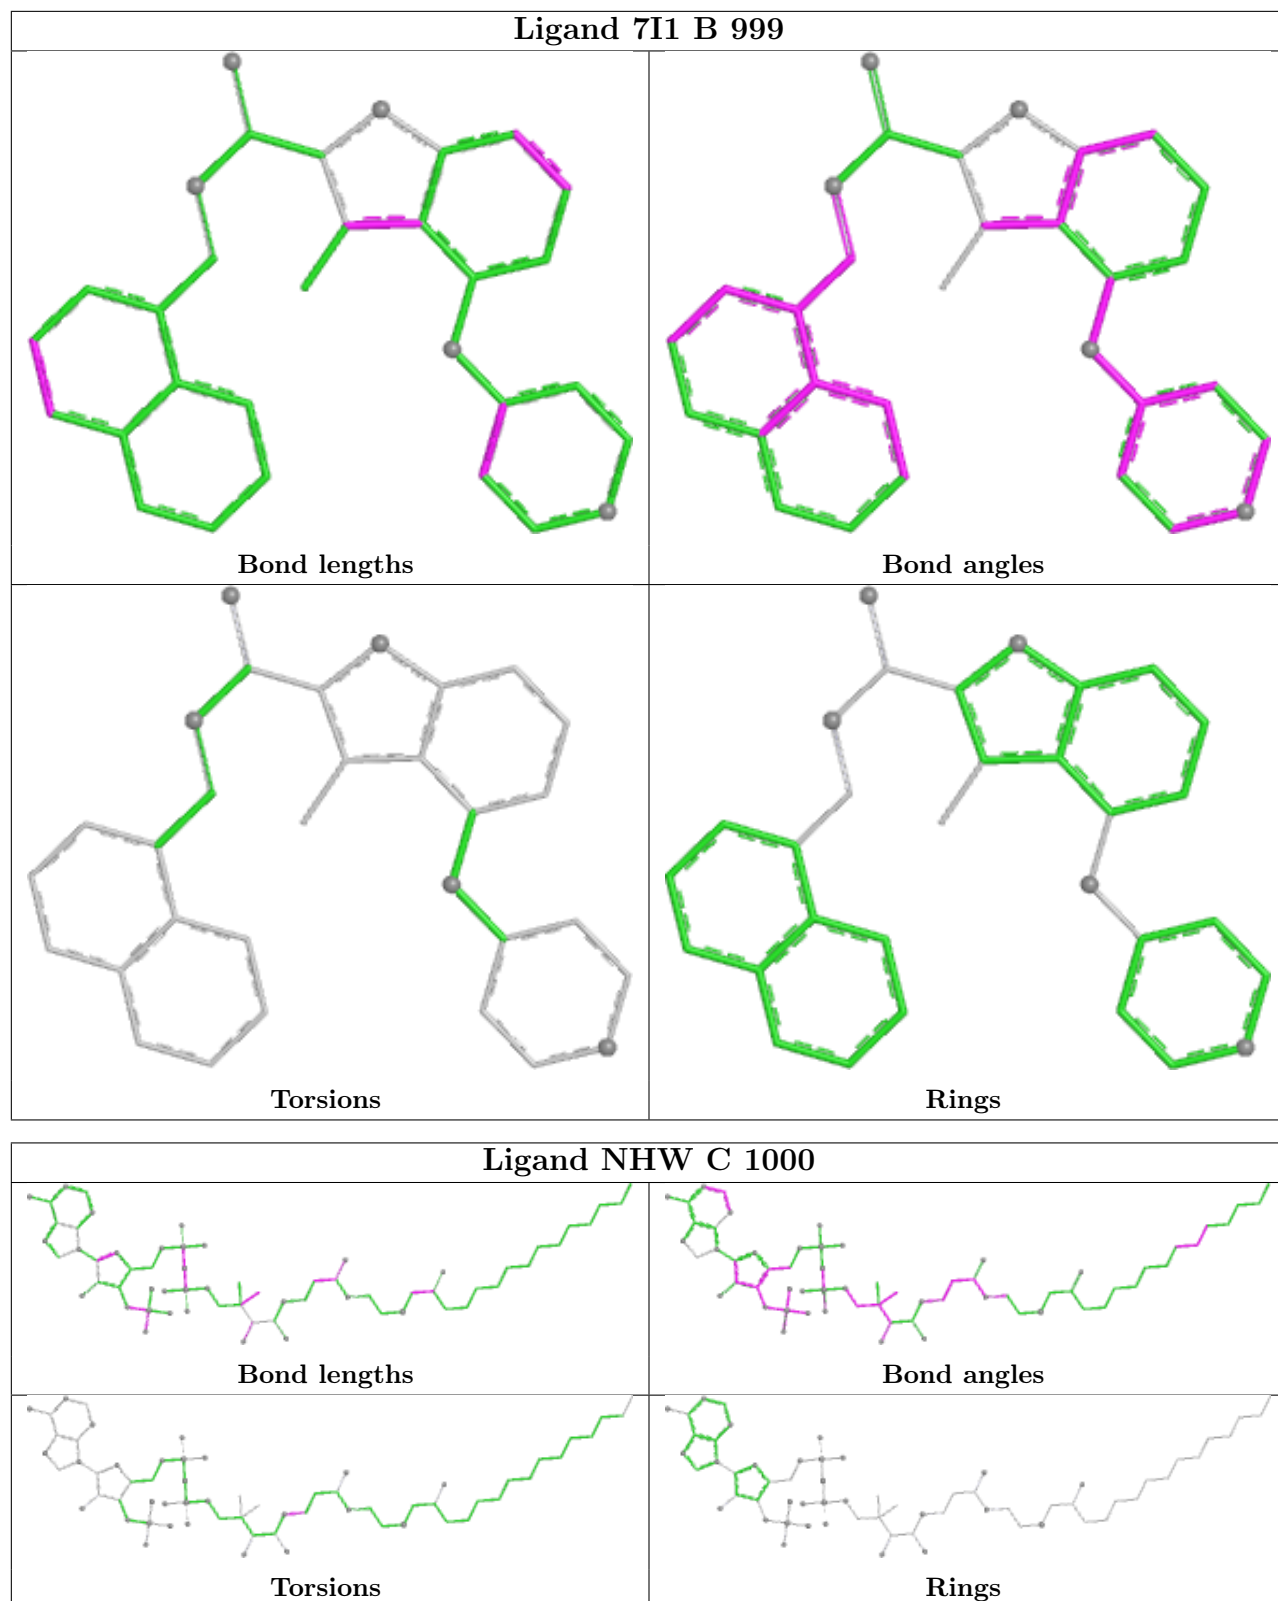 Ligand 7I1 B 999
Bond lengths
Bond angles
Torsions
Rings
Ligand NHW C 1000
Bond lengths
Bond angles
Torsions
Rings